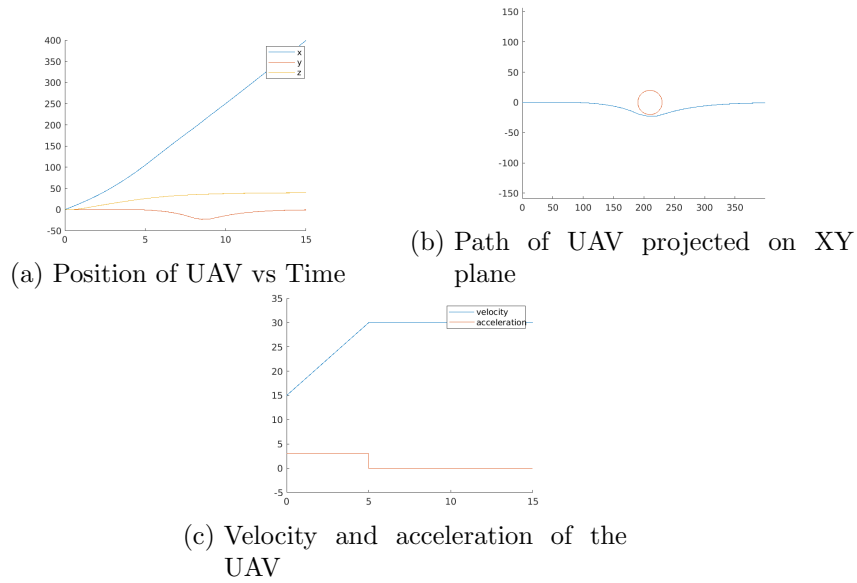 400
350
300
250
200
150
100
50
0
-50
0 5 10 15
x
y
z
(a) Position of UAV vs Time
150
100
50
0
-50
-100
-150
0 50 100 150 200 250 300 350
(b) Path of UAV projected on XY
plane
35
30
25
20
15
10
5
0
-5
0 5 10 15
velocity
acceleration
(c) Velocity and acceleration of the
UAV